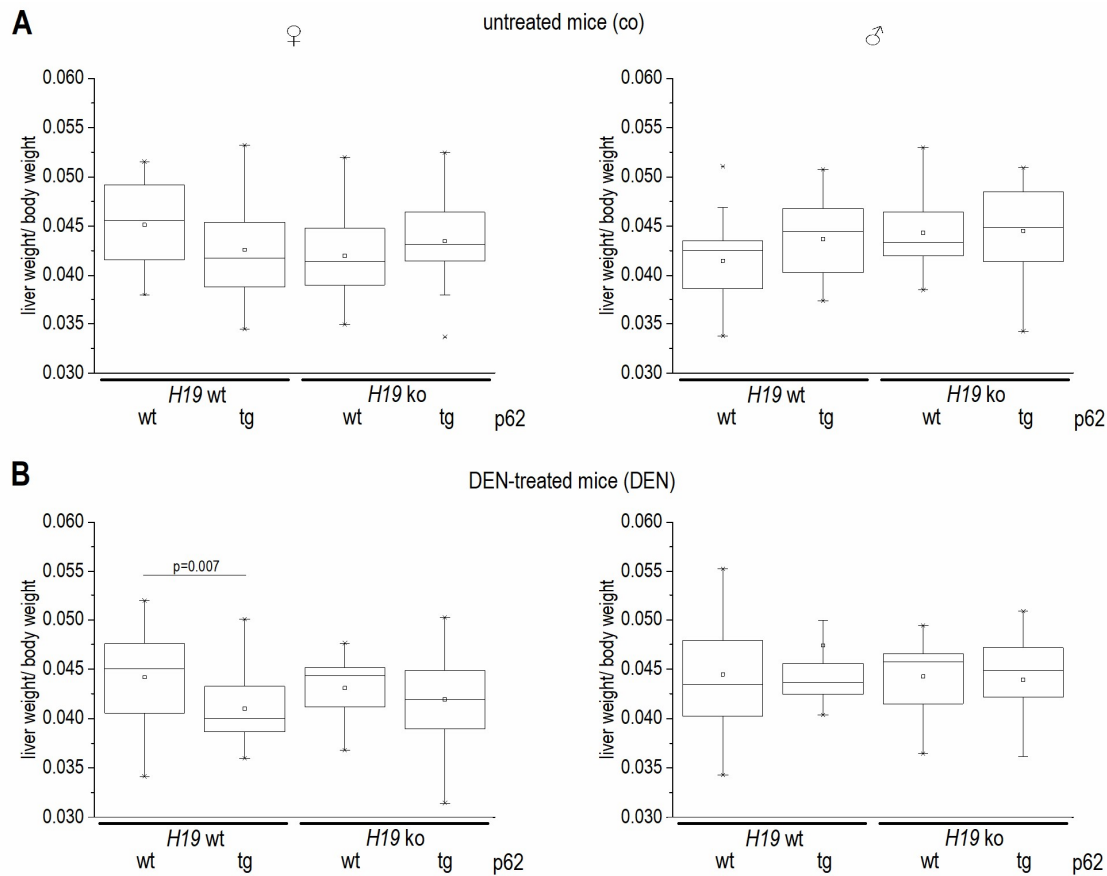 A
untreated mice (co)
♀
♂
liver weight/ body weight
0.060
0.055
0.050
0.045
0.040
0.035
0.030
H19 wt
H19 ko
wt
tg
wt
tg
p62
liver weight/ body weight
0.060
0.055
0.050
0.045
0.040
0.035
0.030
H19 wt
H19 ko
wt
tg
wt
tg
p62
B
DEN-treated mice (DEN)
liver weight/ body weight
0.060
0.055
0.050
0.045
0.040
0.035
0.030
p=0.007
H19 wt
H19 ko
wt
tg
wt
tg
p62
liver weight/ body weight
0.060
0.055
0.050
0.045
0.040
0.035
0.030
H19 wt
H19 ko
wt
tg
wt
tg
p62